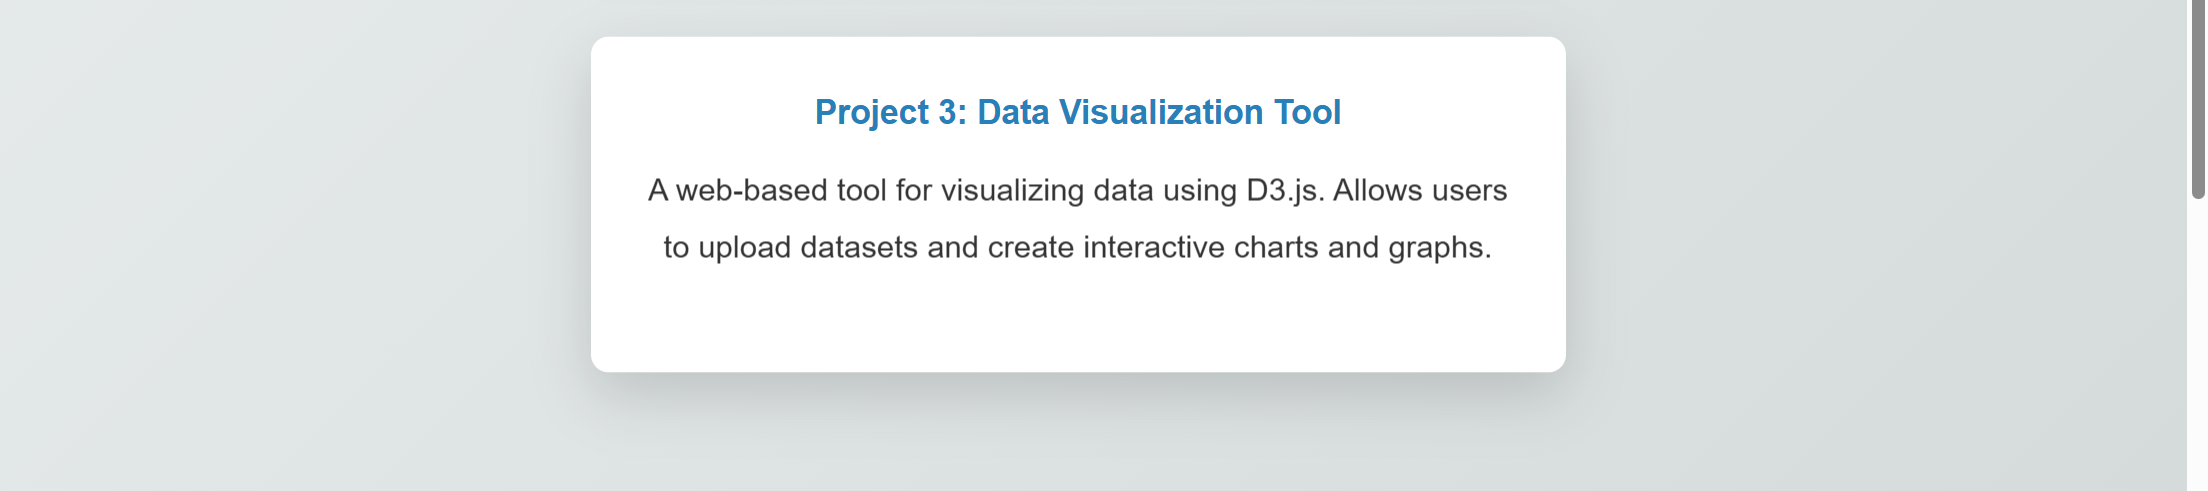 Project 3: Data Visualization Tool
A web-based tool for visualizing data using D3.js. Allows users
to upload datasets and create interactive charts and graphs.